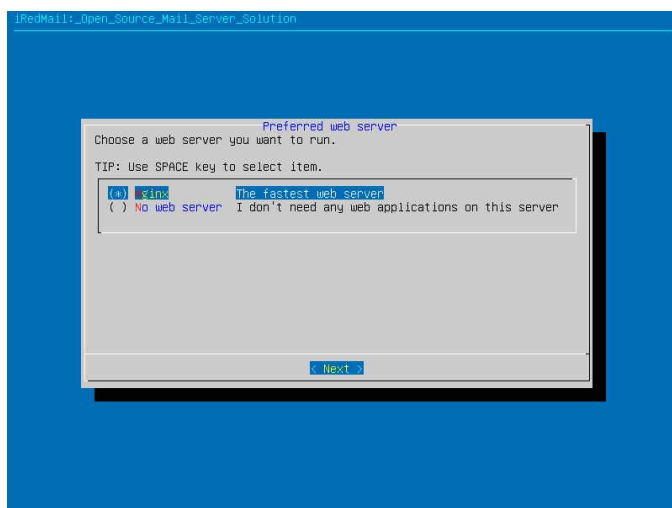 iRedMail:_Open_Source_Mail_Server_Solution
Preferred web server
Choose a web server you want to run.
TIP: Use SPACE key to select item.
(*) Nginx The fastest web server
( ) No web server I don't need any web applications on this server
< Next >